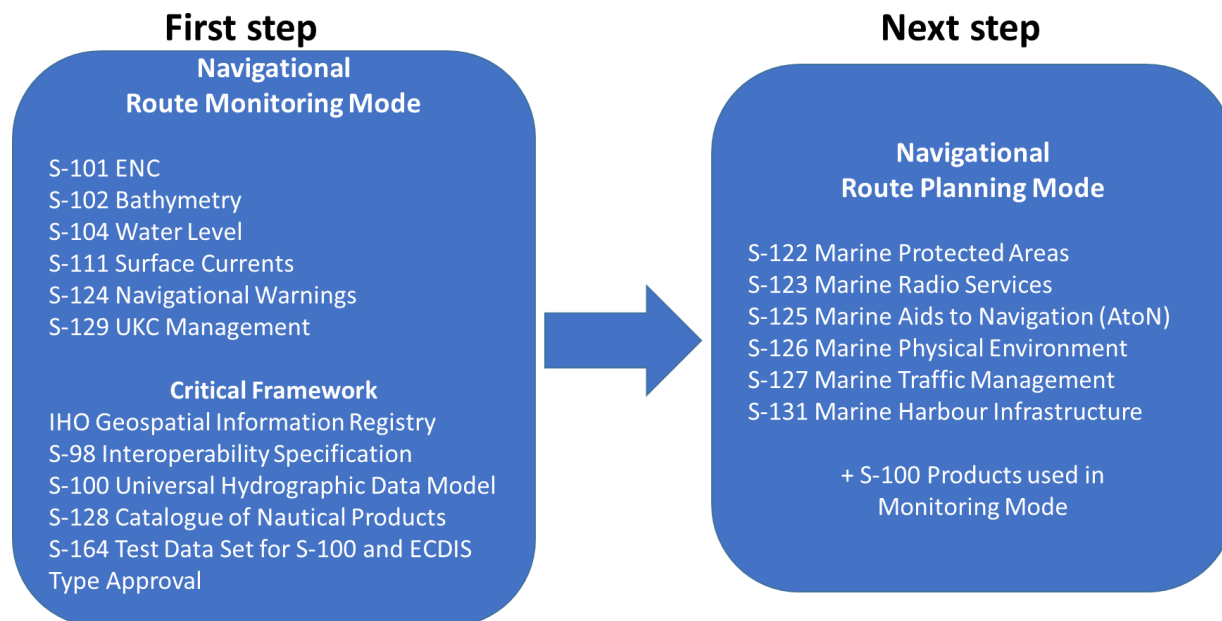 First step
Navigational
Route Monitoring Mode
S-101 ENC
S-102 Bathymetry
S-104 Water Level
S-111 Surface Currents
S-124 Navigational Warnings
S-129 UKC Management
Critical Framework
IHO Geospatial Information Registry
S-98 Interoperability Specification
S-100 Universal Hydrographic Data Model
S-128 Catalogue of Nautical Products
S-164 Test Data Set for S-100 and ECDIS
Type Approval
Next step
Navigational
Route Planning Mode
S-122 Marine Protected Areas
S-123 Marine Radio Services
S-125 Marine Aids to Navigation (AtoN)
S-126 Marine Physical Environment
S-127 Marine Traffic Management
S-131 Marine Harbour Infrastructure
+ S-100 Products used in
Monitoring Mode